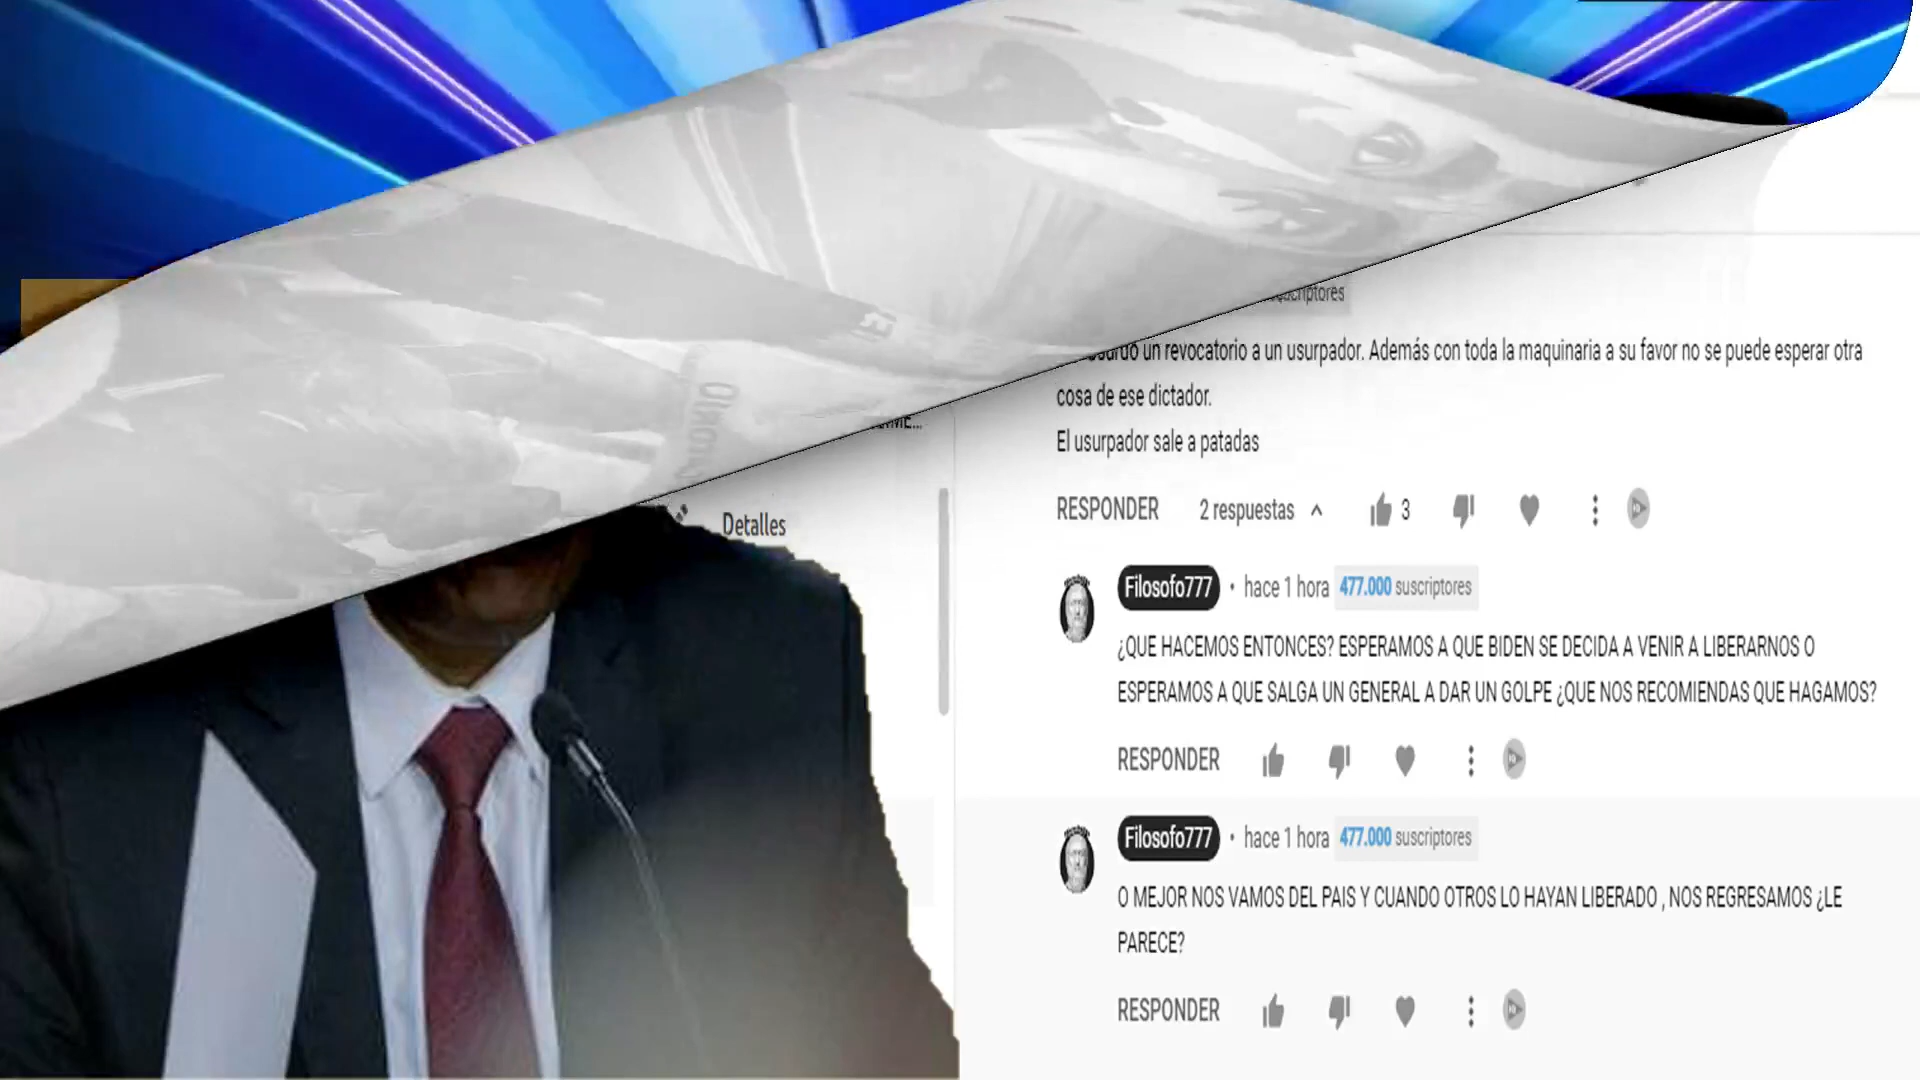 un revocatorio a un usurpador. Además con toda la maquinaria a su favor no se puede esperar otra
cosa de ese dictador.
El usurpador sale a patadas
RESPONDER 2 respuestas 3
Detalles
Filosofo777 • hace 1 hora 477.000 suscriptores
¿QUE HACEMOS ENTONCES? ESPERAMOS A QUE BIDEN SE DECIDA A VENIR A LIBERARNOS O
ESPERAMOS A QUE SALGA UN GENERAL A DAR UN GOLPE ¿QUE NOS RECOMIENDAS QUE HAGAMOS?
RESPONDER
Filosofo777 • hace 1 hora 477.000 suscriptores
O MEJOR NOS VAMOS DEL PAIS Y CUANDO OTROS LO HAYAN LIBERADO , NOS REGRESAMOS ¿LE
PARECE?
RESPONDER